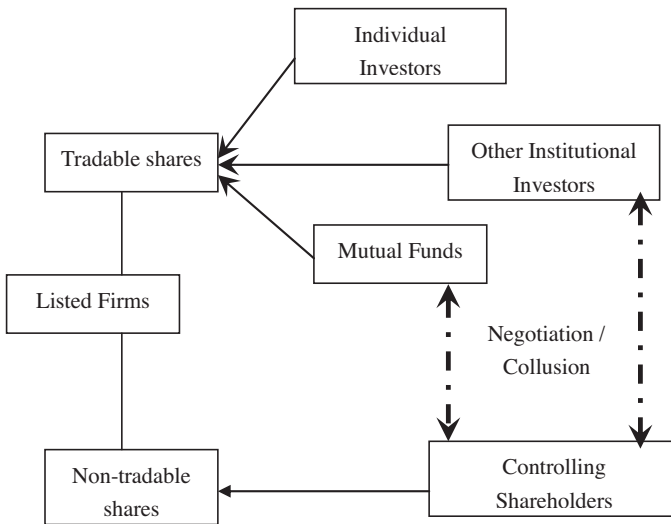 Individual
Investors
Tradable shares
Other Institutional
Investors
Mutual Funds
Listed Firms
Negotiation /
Collusion
Non-tradable
shares
Controlling
Shareholders